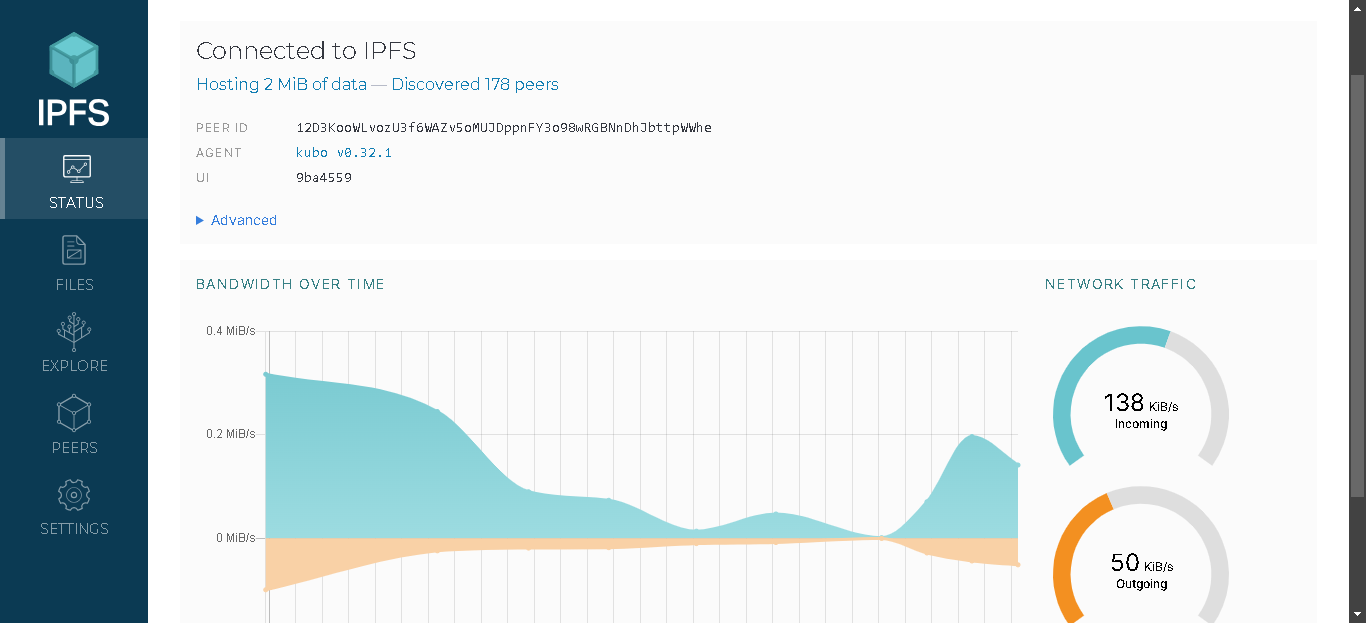 IPFS
STATUS
FILES
EXPLORE
PEERS
SETTINGS
Connected to IPFS
Hosting 2 MiB of data — Discovered 178 peers
PEER ID 12D3KooWLvozU3f6WAZv5oMUJDppnFY3o98wRGBNnDhJbttpWWhe
AGENT kubo v0.32.1
UI 9ba4559
Advanced
BANDWIDTH OVER TIME
0.4 MiB/s
0.2 MiB/s
0 MiB/s
NETWORK TRAFFIC
138 KiB/s
Incoming
50 KiB/s
Outgoing